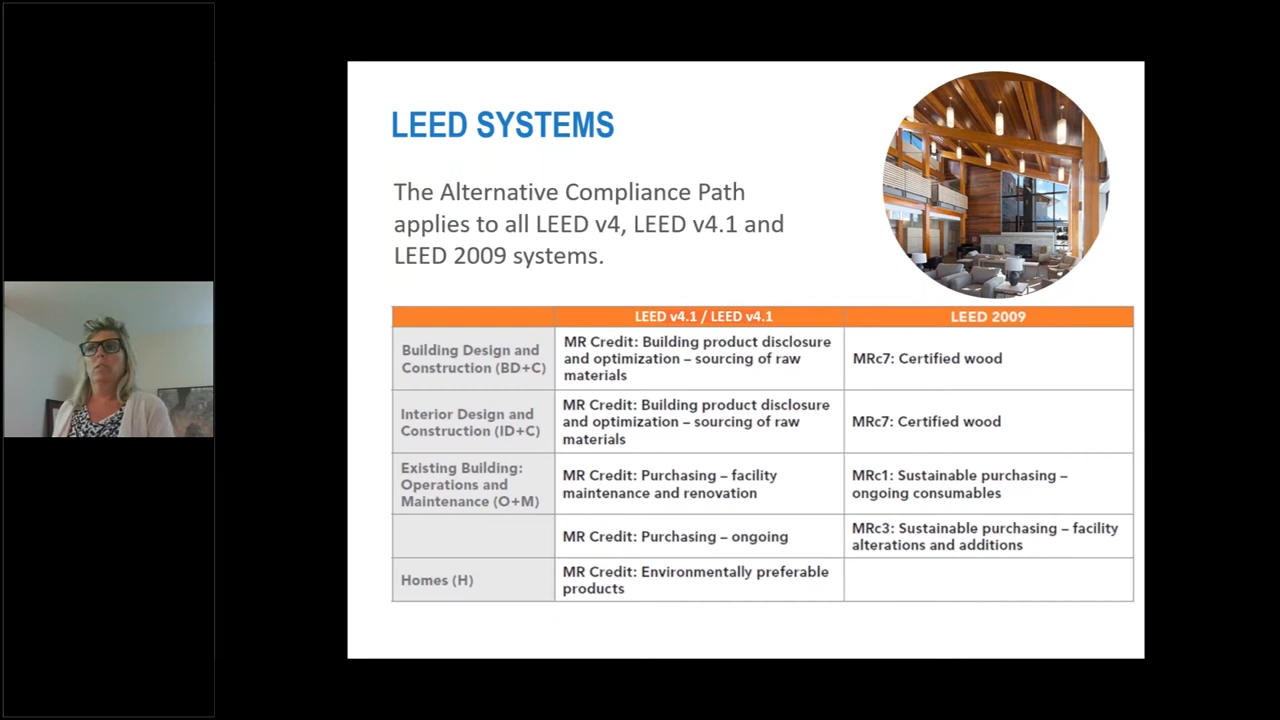 LEED SYSTEMS
The Alternative Compliance Path
applies to all LEED v4, LEED v4.1 and
LEED 2009 systems.
LEED v4.1 / LEED v4.1
LEED 2009
Building Design and
Construction (BD+C)
MR Credit: Building product disclosure
and optimization – sourcing of raw
materials
MRc7: Certified wood
Interior Design and
Construction (ID+C)
MR Credit: Building product disclosure
and optimization – sourcing of raw
materials
MRc7: Certified wood
Existing Building:
Operations and
Maintenance (O+M)
MR Credit: Purchasing – facility
maintenance and renovation
MRc1: Sustainable purchasing –
ongoing consumables
MR Credit: Purchasing – ongoing
MRc3: Sustainable purchasing – facility
alterations and additions
Homes (H)
MR Credit: Environmentally preferable
products